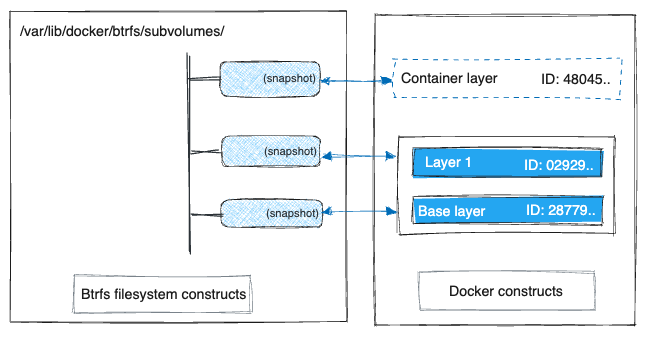 /var/lib/docker/btrfs/subvolumes/
(snapshot)
(snapshot)
(snapshot)
Btrfs filesystem constructs
Container layer ID: 48045..
Layer 1 ID: 02929..
Base layer ID: 28779..
Docker constructs